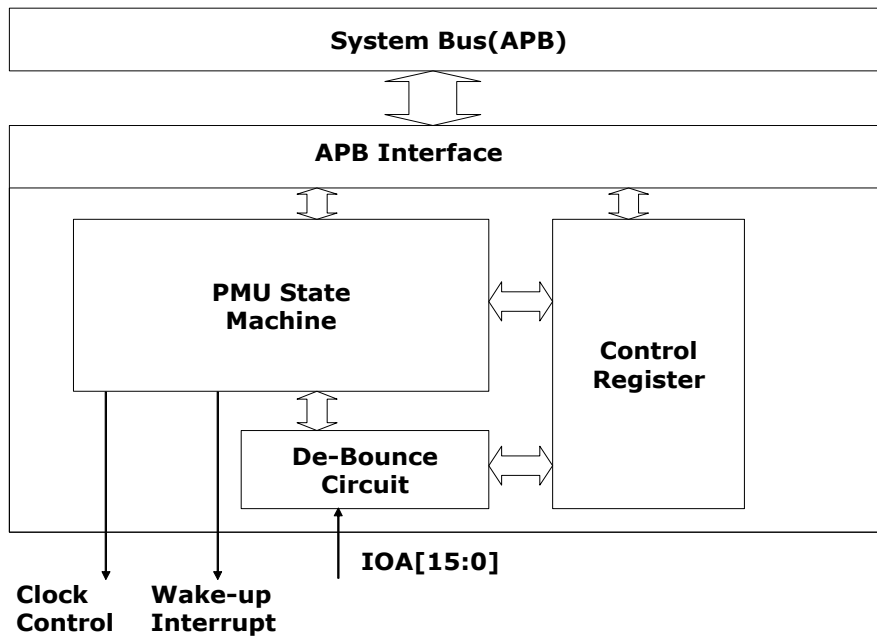 System Bus(APB)
APB Interface
PMU State
Machine
Control
Register
De-Bounce
Circuit
IOA[15:0]
Clock
Control
Wake-up
Interrupt